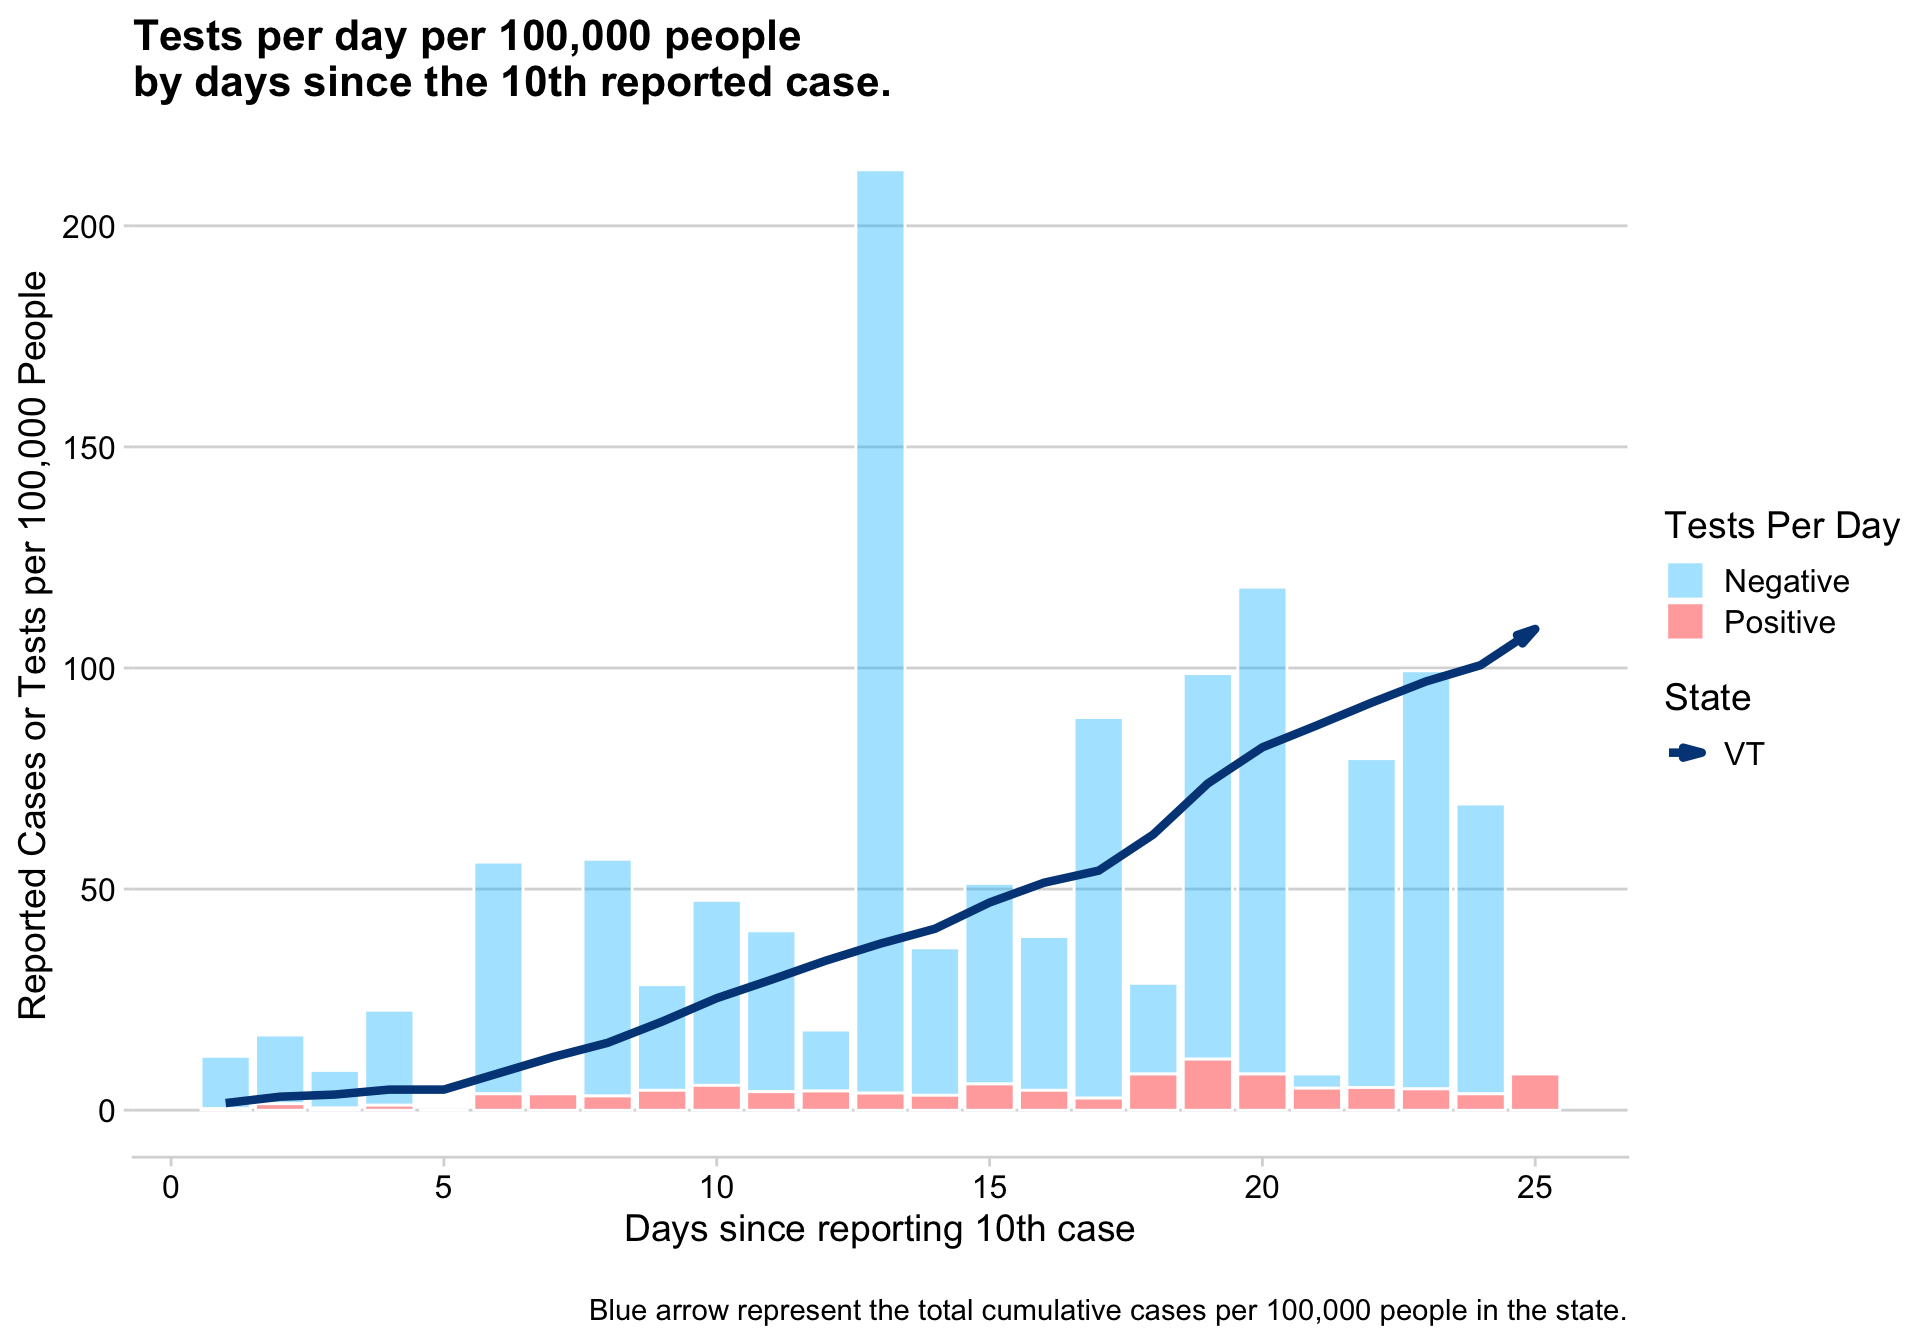 Tests per day per 100,000 people
by days since the 10th reported case.
Reported Cases or Tests per 100,000 People
200
150
100
50
0
0 5 10 15 20 25
Days since reporting 10th case
Tests Per Day
Negative
Positive
State
VT
Blue arrow represent the total cumulative cases per 100,000 people in the state.